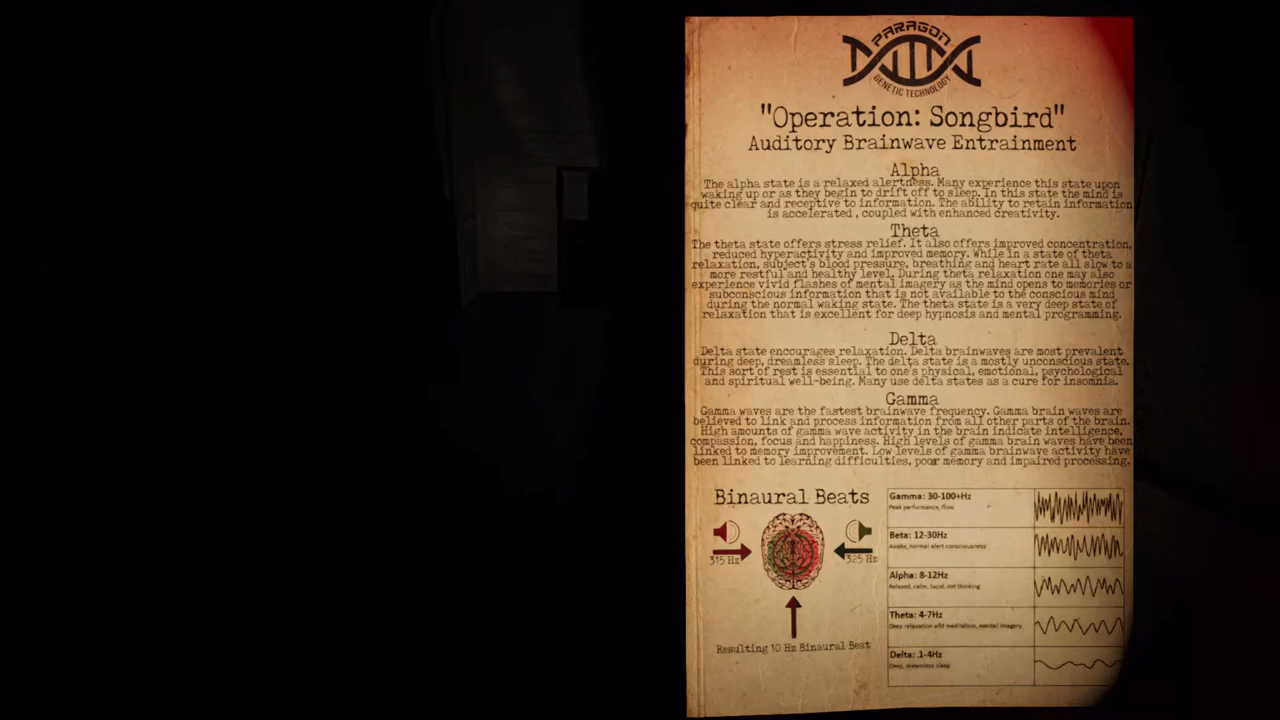 PARAGON
GENETIC TECHNOLOGY
"Operation: Songbird"
Auditory Brainwave Entrainment
Alpha
The alpha state is a relaxed alertness. Many experience this state upon
waking up or as they begin to drift off to sleep. In this state the mind is
quite clear and receptive to information. The ability to retain information
is accelerated , coupled with enhanced creativity.
Theta
The theta state offers stress relief. It also offers improved concentration,
reduced hyperactivity and improved memory. While in a state of theta
relaxation, subject's blood pressure, breathing and heart rate all slow to a
more restful and healthy level. During theta relaxation one may also
experience vivid flashes of mental imagery as the mind opens to memories or
subconscious information that is not available to the conscious mind
during the normal waking state. The theta state is a very deep state of
relaxation that is excellent for deep hypnosis and mental programming.
Delta
Delta state encourages relaxation. Delta brainwaves are most prevalent
during deep, dreamless sleep. The delta state is a mostly unconscious state.
This sort of rest is essential to one's physical, emotional, psychological
and spiritual well-being. Many use delta states as a cure for insomnia.
Gamma
Gamma waves are the fastest brainwave frequency. Gamma brain waves are
believed to link and process information from all other parts of the brain.
High amounts of gamma wave activity in the brain indicate intelligence,
compassion, focus and happiness. High levels of gamma brain waves have been
linked to memory improvement. Low levels of gamma brainwave activity have
been linked to learning difficulties, poor memory and impaired processing.
Binaural Beats
315 Hz
325 Hz
Resulting 10 Hz Binaural Beat
Gamma: 30-100+Hz
Peak performance, flow
Beta: 12-30Hz
Awake, normal alert consciousness
Alpha: 8-12Hz
Relaxed, calm, lucid, not thinking
Theta: 4-7Hz
Deep relaxation afit meditation, mental imagery
Delta: .1-4Hz
Deep, dreamless sleep